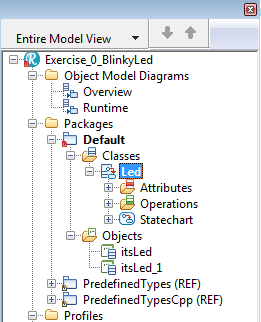 Entire Model View
Exercise_0_BlinkyLed
Object Model Diagrams
Overview
Runtime
Packages
Default
Classes
Led
Attributes
Operations
Statechart
Objects
itsLed
itsLed_1
PredefinedTypes (REF)
PredefinedTypesCpp (REF)
Profiles